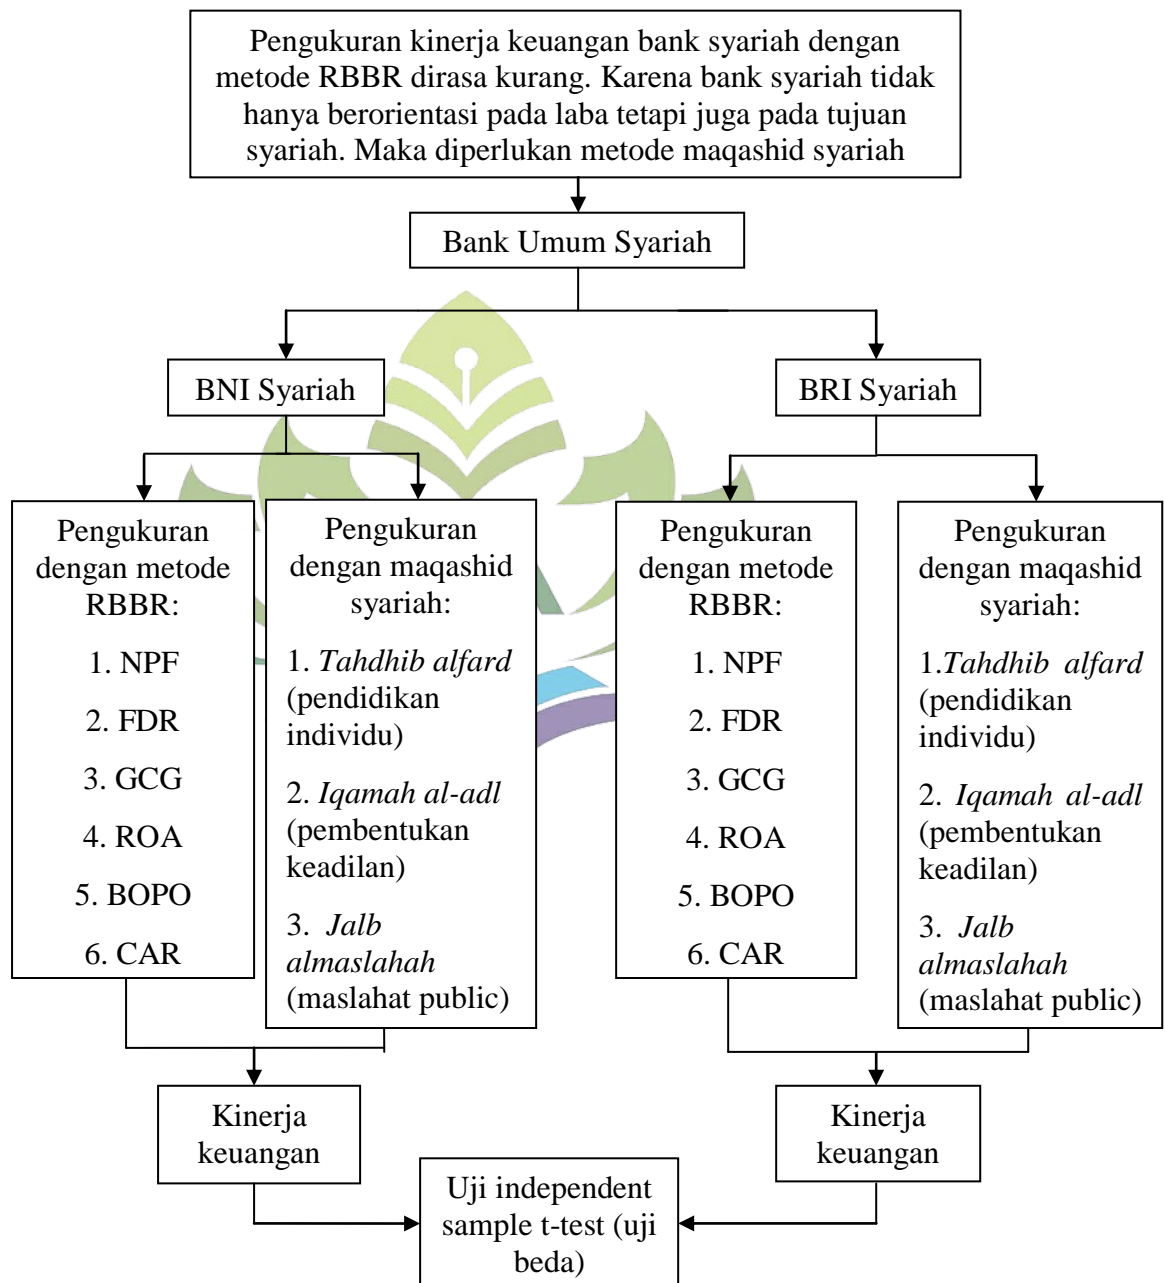 Pengukuran kinerja keuangan bank syariah dengan
metode RBBR dirasa kurang. Karena bank syariah tidak
hanya berorientasi pada laba tetapi juga pada tujuan
syariah. Maka diperlukan metode maqashid syariah
Bank Umum Syariah
BNI Syariah
BRI Syariah
Pengukuran
dengan metode
RBBR:
1. NPF
2. FDR
3. GCG
4. ROA
5. BOPO
6. CAR
Pengukuran
dengan maqashid
syariah:
1. Tahdhib alfard
(pendidikan
individu)
2. Iqamah al-adl
(pembentukan
keadilan)
3. Jalb
almaslahah
(maslahat public)
Pengukuran
dengan metode
RBBR:
1. NPF
2. FDR
3. GCG
4. ROA
5. BOPO
6. CAR
Pengukuran
dengan maqashid
syariah:
1.Tahdhib alfard
(pendidikan
individu)
2. Iqamah al-adl
(pembentukan
keadilan)
3. Jalb
almaslahah
(maslahat public)
Kinerja
keuangan
Kinerja
keuangan
Uji independent
sample t-test (uji
beda)